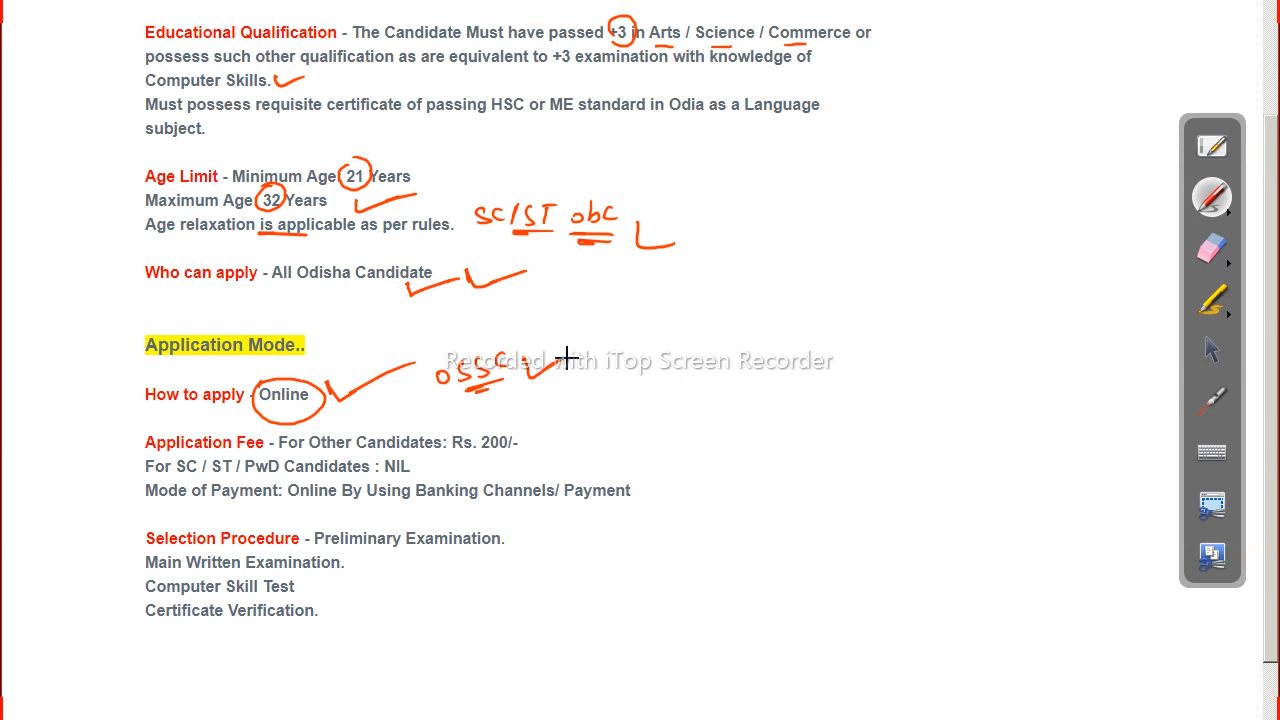 Educational Qualification - The Candidate Must have passed +3 in Arts / Science / Commerce or
possess such other qualification as are equivalent to +3 examination with knowledge of
Computer Skills.
Must possess requisite certificate of passing HSC or ME standard in Odia as a Language
subject.
Age Limit - Minimum Age 21 Years
Maximum Age 32 Years
Age relaxation is applicable as per rules.
SC/ST obC
Who can apply - All Odisha Candidate
Application Mode..
Recorded with iTop Screen Recorder
OSSC
How to apply - Online
Application Fee - For Other Candidates: Rs. 200/-
For SC / ST / PwD Candidates : NIL
Mode of Payment: Online By Using Banking Channels/ Payment
Selection Procedure - Preliminary Examination.
Main Written Examination.
Computer Skill Test
Certificate Verification.